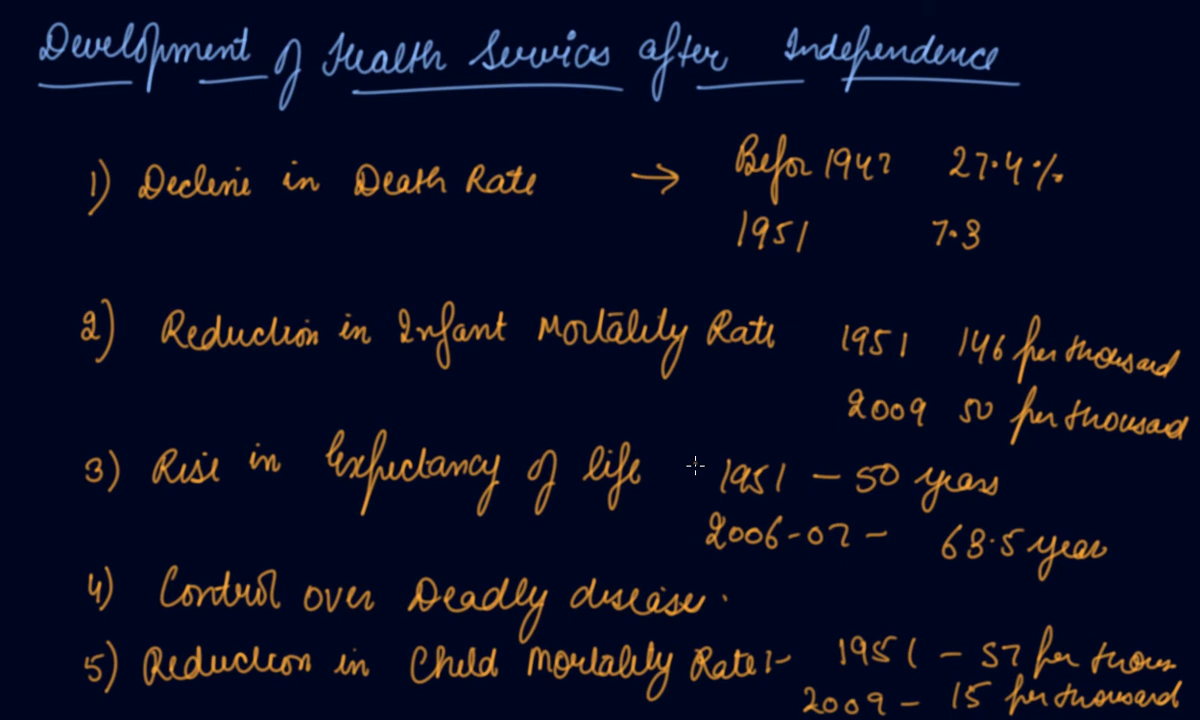 Development of Health Services after Independence
1) Decline in Death Rate → Befor 1947 27.4%
1951 7.3
2) Reduction in Infant Mortality Rate 1951 146 per thousand
2009 50 per thousand
3) Rise in Expectancy of life 1951 - 50 years
2006-07 - 63.5 year
4) Control over Deadly disease.
5) Reduction in Child Mortality Rate :- 1951 - 57 per thous
2009 - 15 per thousand